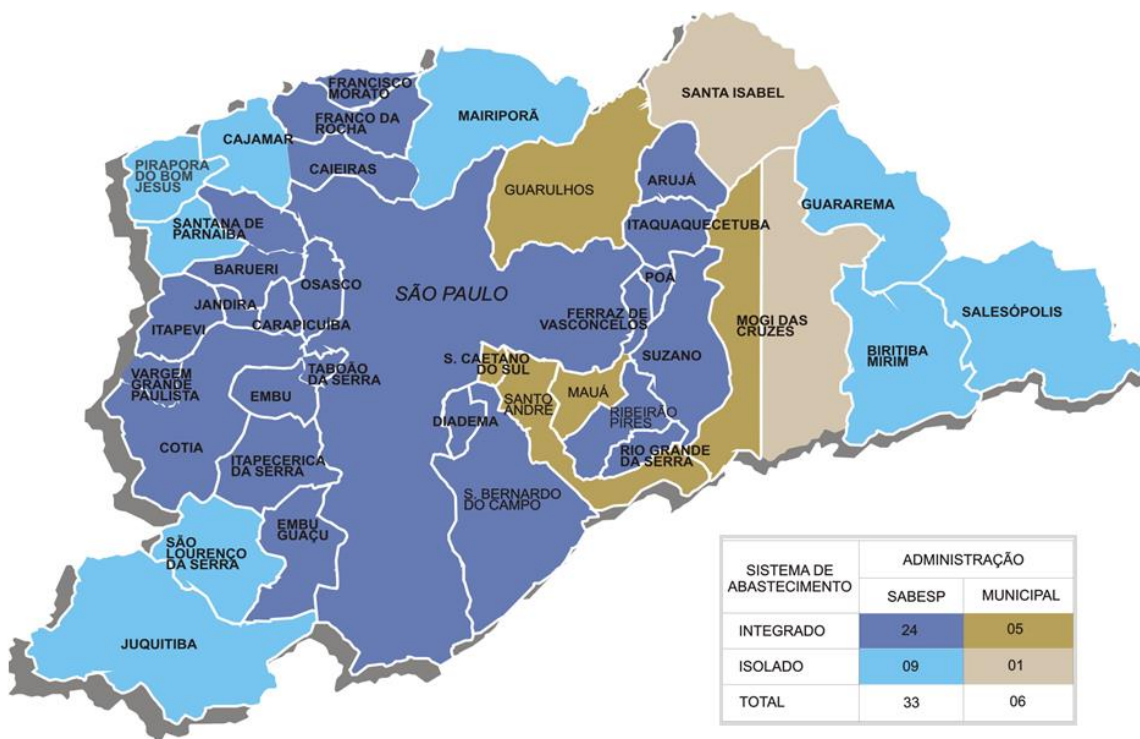 FRANCISCO
MORATO
FRANCO DA
ROCHA
CAIEIRAS
CAJAMAR
PIRAPORA
DO BOM
JESUS
SANTANA DE
PARNAÍBA
MAIRIPORÃ
SANTA ISABEL
GUARULHOS
ARUJÁ
ITAQUAQUECETUBA
GUARAREMA
BARUERI
OSASCO
JANDIRA
ITAPEVI
CARAPICUÍBA
SÃO PAULO
POÁ
FERRAZ DE
VASCONCELOS
SUZANO
MOGI DAS
CRUZES
SALESÓPOLIS
BIRITIBA
MIRIM
VARGEM
GRANDE
PAULISTA
TABOÃO
DA SERRA
EMBU
S. CAETANO
DO SUL
SANTO
ANDRÉ
MAUÁ
DIADEMA
RIBEIRÃO
PIRES
RIO GRANDE
DA SERRA
COTIA
ITAPECERICA
DA SERRA
S. BERNARDO
DO CAMPO
EMBU
GUAÇU
SÃO
LOURENÇO
DA SERRA
JUQUITIBA
SISTEMA DE
ABASTECIMENTO
ADMINISTRAÇÃO
SABESP MUNICIPAL
INTEGRADO 24 05
ISOLADO 09 01
TOTAL 33 06